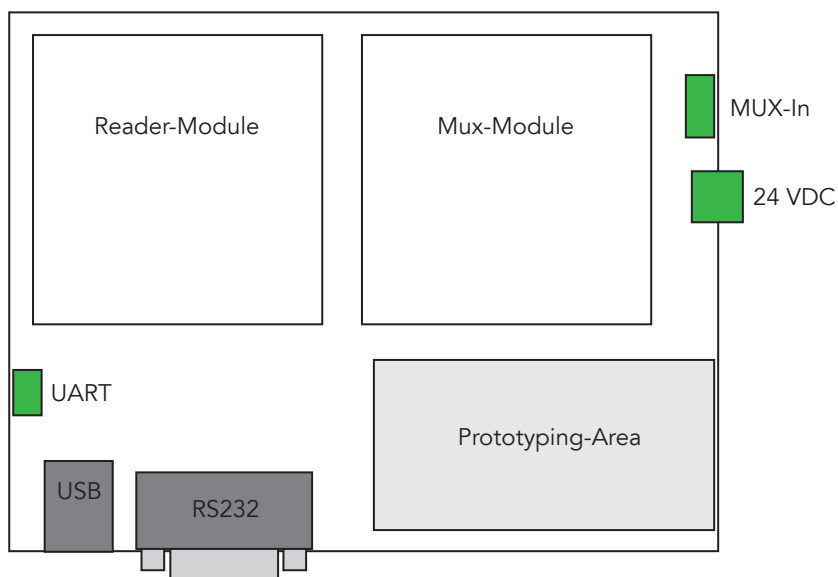 Reader-Module
Mux-Module
MUX-In
24 VDC
UART
Prototyping-Area
USB
RS232